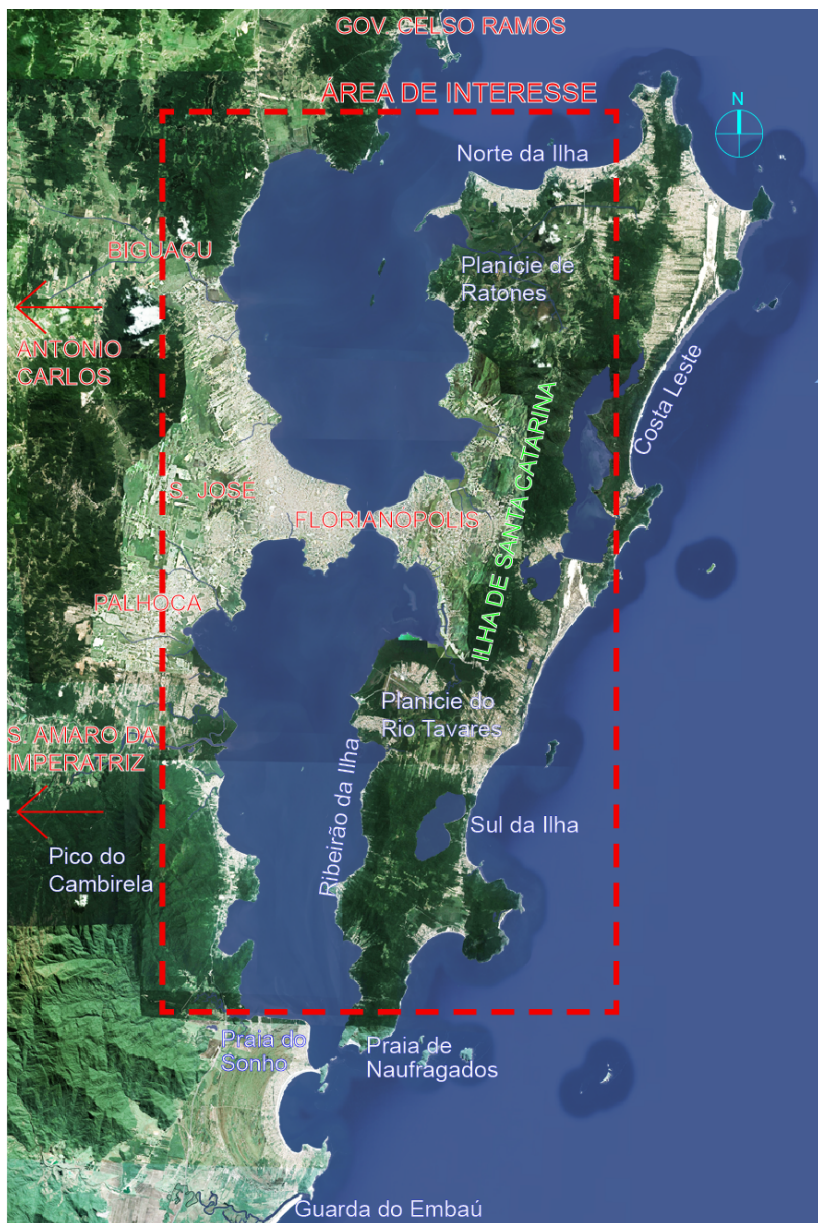 GOV. CELSO RAMOS
ÁREA DE INTERESSE
N
Norte da Ilha
BIGUAÇU
Planície de
Ratones
ANTÔNIO
CARLOS
Costa Leste
ILHA DE SANTA CATARINA
S. JOSE
FLORIANOPOLIS
PALHOCA
Planície do
Rio Tavares
S. AMARO DA
IMPERATRIZ
Ribeirão da Ilha
Sul da Ilha
Pico do
Cambirela
Praia do
Sonho
Praia de
Naufragados
Guarda do Embaú